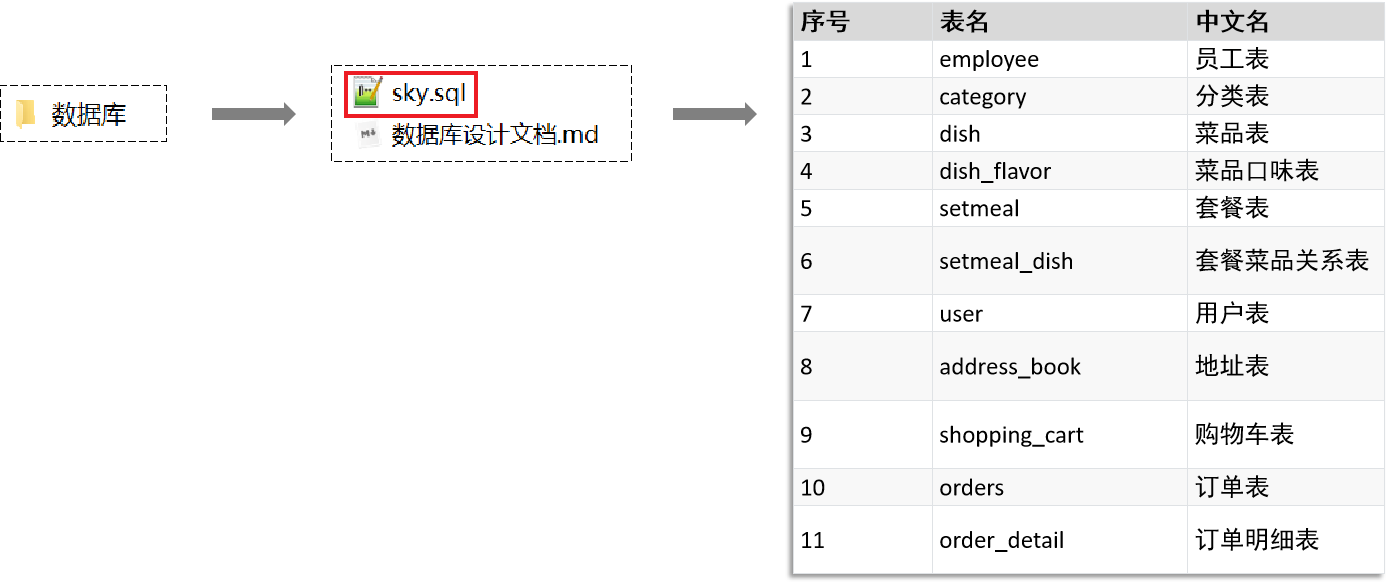 数据库
sky.sql
数据库设计文档.md
序号 表名 中文名
1 employee 员工表
2 category 分类表
3 dish 菜品表
4 dish_flavor 菜品口味表
5 setmeal 套餐表
6 setmeal_dish 套餐菜品关系表
7 user 用户表
8 address_book 地址表
9 shopping_cart 购物车表
10 orders 订单表
11 order_detail 订单明细表